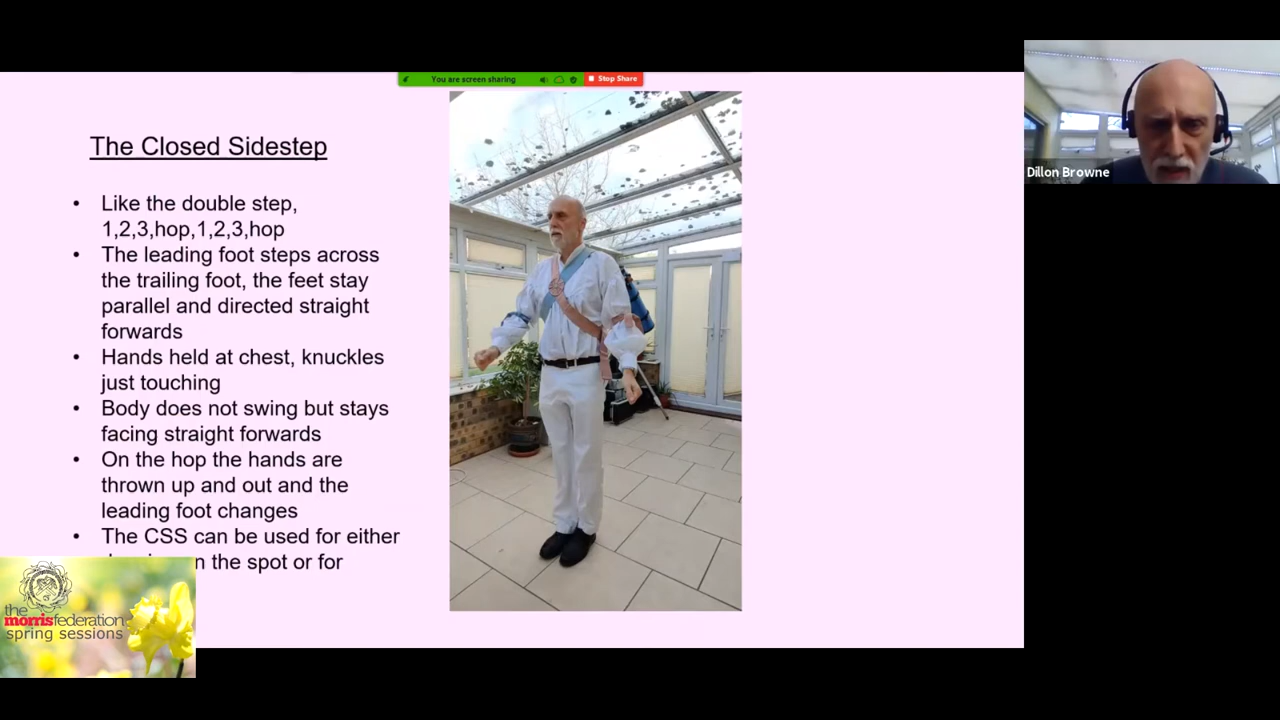 You are screen sharing
Stop Share
The Closed Sidestep
• Like the double step,
1,2,3,hop,1,2,3,hop
• The leading foot steps across
the trailing foot, the feet stay
parallel and directed straight
forwards
• Hands held at chest, knuckles
just touching
• Body does not swing but stays
facing straight forwards
• On the hop the hands are
thrown up and out and the
leading foot changes
• The CSS can be used for either
the spot or for
the
morrisfederation
spring sessions
Dillon Browne